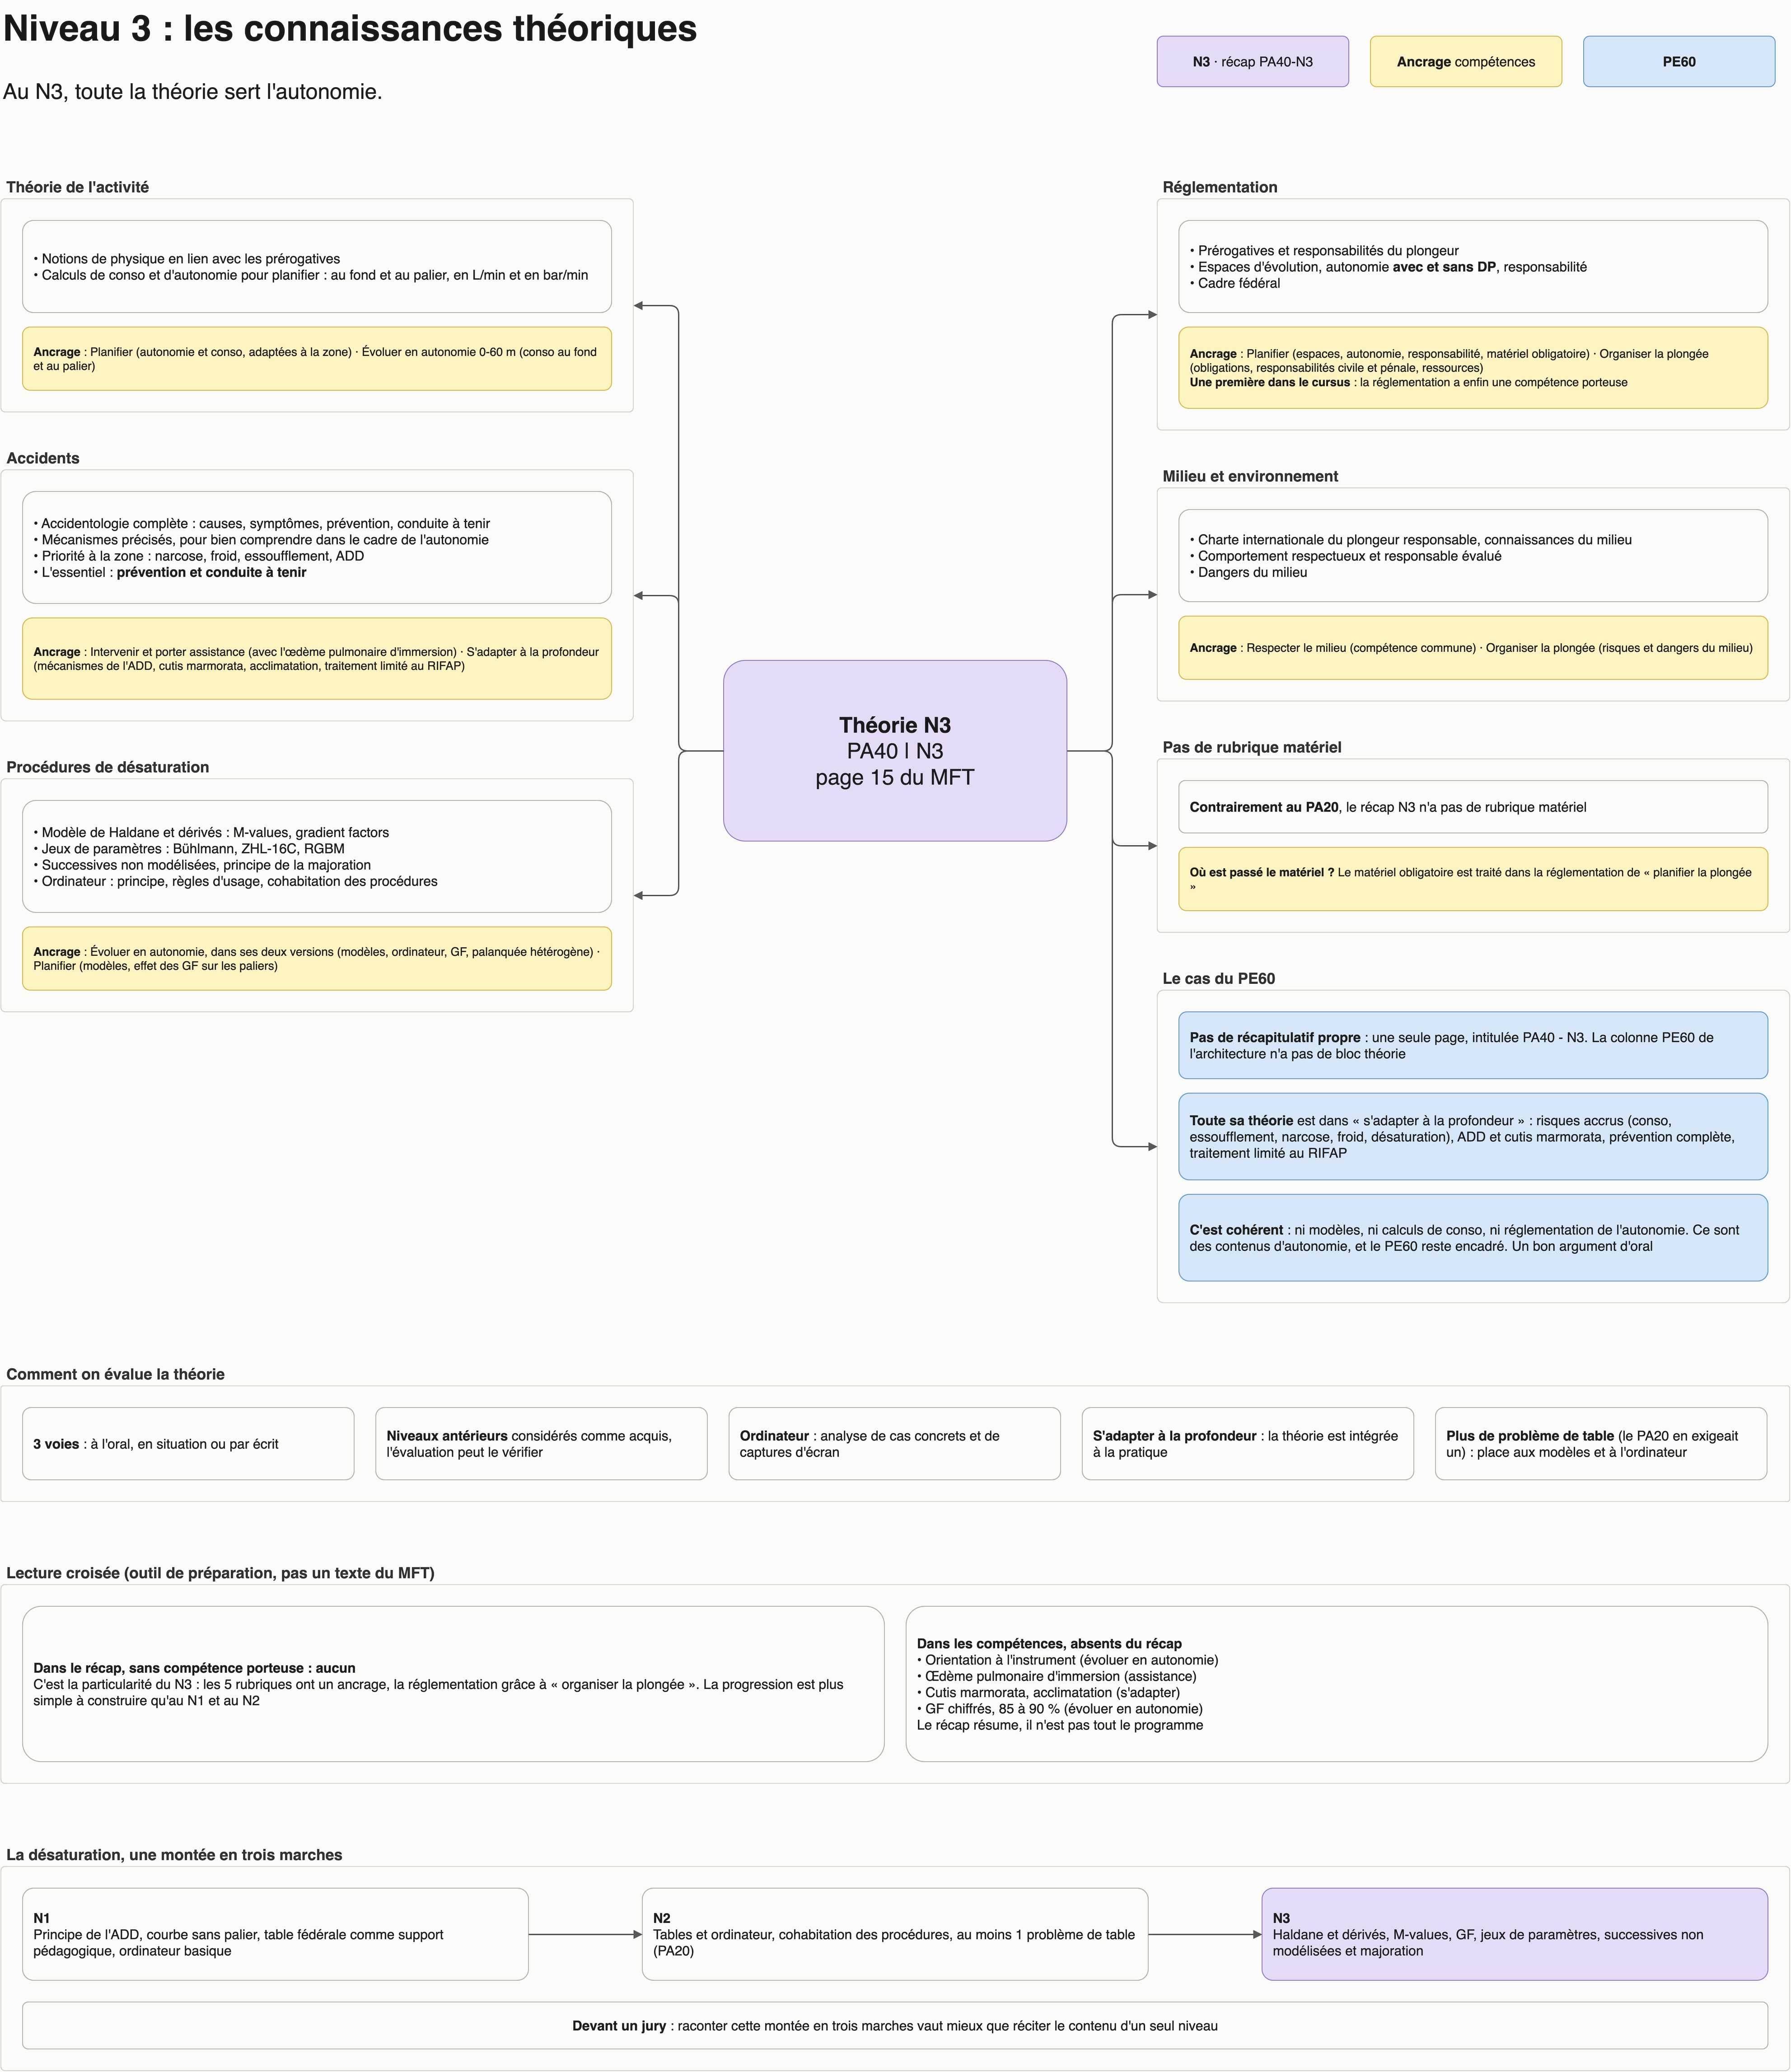 Niveau 3 : les connaissances théoriques
Au N3, toute la théorie sert l'autonomie.
N3 · récap PA40-N3
Ancrage compétences
PE60
Théorie de l'activité
• Notions de physique en lien avec les prérogatives
• Calculs de conso et d'autonomie pour planifier : au fond et au palier, en L/min et en bar/min
Ancrage : Planifier (autonomie et conso, adaptées à la zone) · Évoluer en autonomie 0-60 m (conso au fond
et au palier)
Accidents
• Accidentologie complète : causes, symptômes, prévention, conduite à tenir
• Mécanismes précisés, pour bien comprendre dans le cadre de l'autonomie
• Priorité à la zone : narcose, froid, essoufflement, ADD
• L'essentiel : prévention et conduite à tenir
Ancrage : Intervenir et porter assistance (avec l'œdème pulmonaire d'immersion) · S'adapter à la profondeur
(mécanismes de l'ADD, cutis marmorata, acclimatation, traitement limité au RIFAP)
Procédures de désaturation
• Modèle de Haldane et dérivés : M-values, gradient factors
• Jeux de paramètres : Bühlmann, ZHL-16C, RGBM
• Successives non modélisées, principe de la majoration
• Ordinateur : principe, règles d'usage, cohabitation des procédures
Ancrage : Évoluer en autonomie, dans ses deux versions (modèles, ordinateur, GF, palanquée hétérogène) ·
Planifier (modèles, effet des GF sur les paliers)
Théorie N3
PA40 | N3
page 15 du MFT
Réglementation
• Prérogatives et responsabilités du plongeur
• Espaces d'évolution, autonomie avec et sans DP, responsabilité
• Cadre fédéral
Ancrage : Planifier (espaces, autonomie, responsabilité, matériel obligatoire) · Organiser la plongée
(obligations, responsabilités civile et pénale, ressources)
Une première dans le cursus : la réglementation a enfin une compétence porteuse
Milieu et environnement
• Charte internationale du plongeur responsable, connaissances du milieu
• Comportement respectueux et responsable évalué
• Dangers du milieu
Ancrage : Respecter le milieu (compétence commune) · Organiser la plongée (risques et dangers du milieu)
Pas de rubrique matériel
Contrairement au PA20, le récap N3 n'a pas de rubrique matériel
Où est passé le matériel ? Le matériel obligatoire est traité dans la réglementation de « planifier la plongée
»
Le cas du PE60
Pas de récapitulatif propre : une seule page, intitulée PA40 - N3. La colonne PE60 de
l'architecture n'a pas de bloc théorie
Toute sa théorie est dans « s'adapter à la profondeur » : risques accrus (conso,
essoufflement, narcose, froid, désaturation), ADD et cutis marmorata, prévention complète,
traitement limité au RIFAP
C'est cohérent : ni modèles, ni calculs de conso, ni réglementation de l'autonomie. Ce sont
des contenus d'autonomie, et le PE60 reste encadré. Un bon argument d'oral
Comment on évalue la théorie
3 voies : à l'oral, en situation ou par écrit
Niveaux antérieurs considérés comme acquis,
l'évaluation peut le vérifier
Ordinateur : analyse de cas concrets et de
captures d'écran
S'adapter à la profondeur : la théorie est intégrée
à la pratique
Plus de problème de table (le PA20 en exigeait
un) : place aux modèles et à l'ordinateur
Lecture croisée (outil de préparation, pas un texte du MFT)
Dans le récap, sans compétence porteuse : aucun
C'est la particularité du N3 : les 5 rubriques ont un ancrage, la réglementation grâce à « organiser la plongée ». La progression est plus
simple à construire qu'au N1 et au N2
Dans les compétences, absents du récap
• Orientation à l'instrument (évoluer en autonomie)
• Œdème pulmonaire d'immersion (assistance)
• Cutis marmorata, acclimatation (s'adapter)
• GF chiffrés, 85 à 90 % (évoluer en autonomie)
Le récap résume, il n'est pas tout le programme
La désaturation, une montée en trois marches
N1
Principe de l'ADD, courbe sans palier, table fédérale comme support
pédagogique, ordinateur basique
N2
Tables et ordinateur, cohabitation des procédures, au moins 1 problème de table
(PA20)
N3
Haldane et dérivés, M-values, GF, jeux de paramètres, successives non
modélisées et majoration
Devant un jury : raconter cette montée en trois marches vaut mieux que réciter le contenu d'un seul niveau